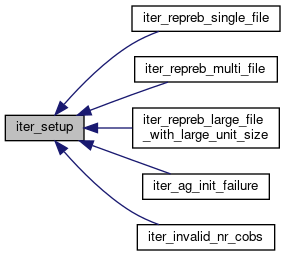 iter_repreb_single_file
iter_repreb_multi_file
iter_setup
iter_repreb_large_file
_with_large_unit_size
iter_ag_init_failure
iter_invalid_nr_cobs